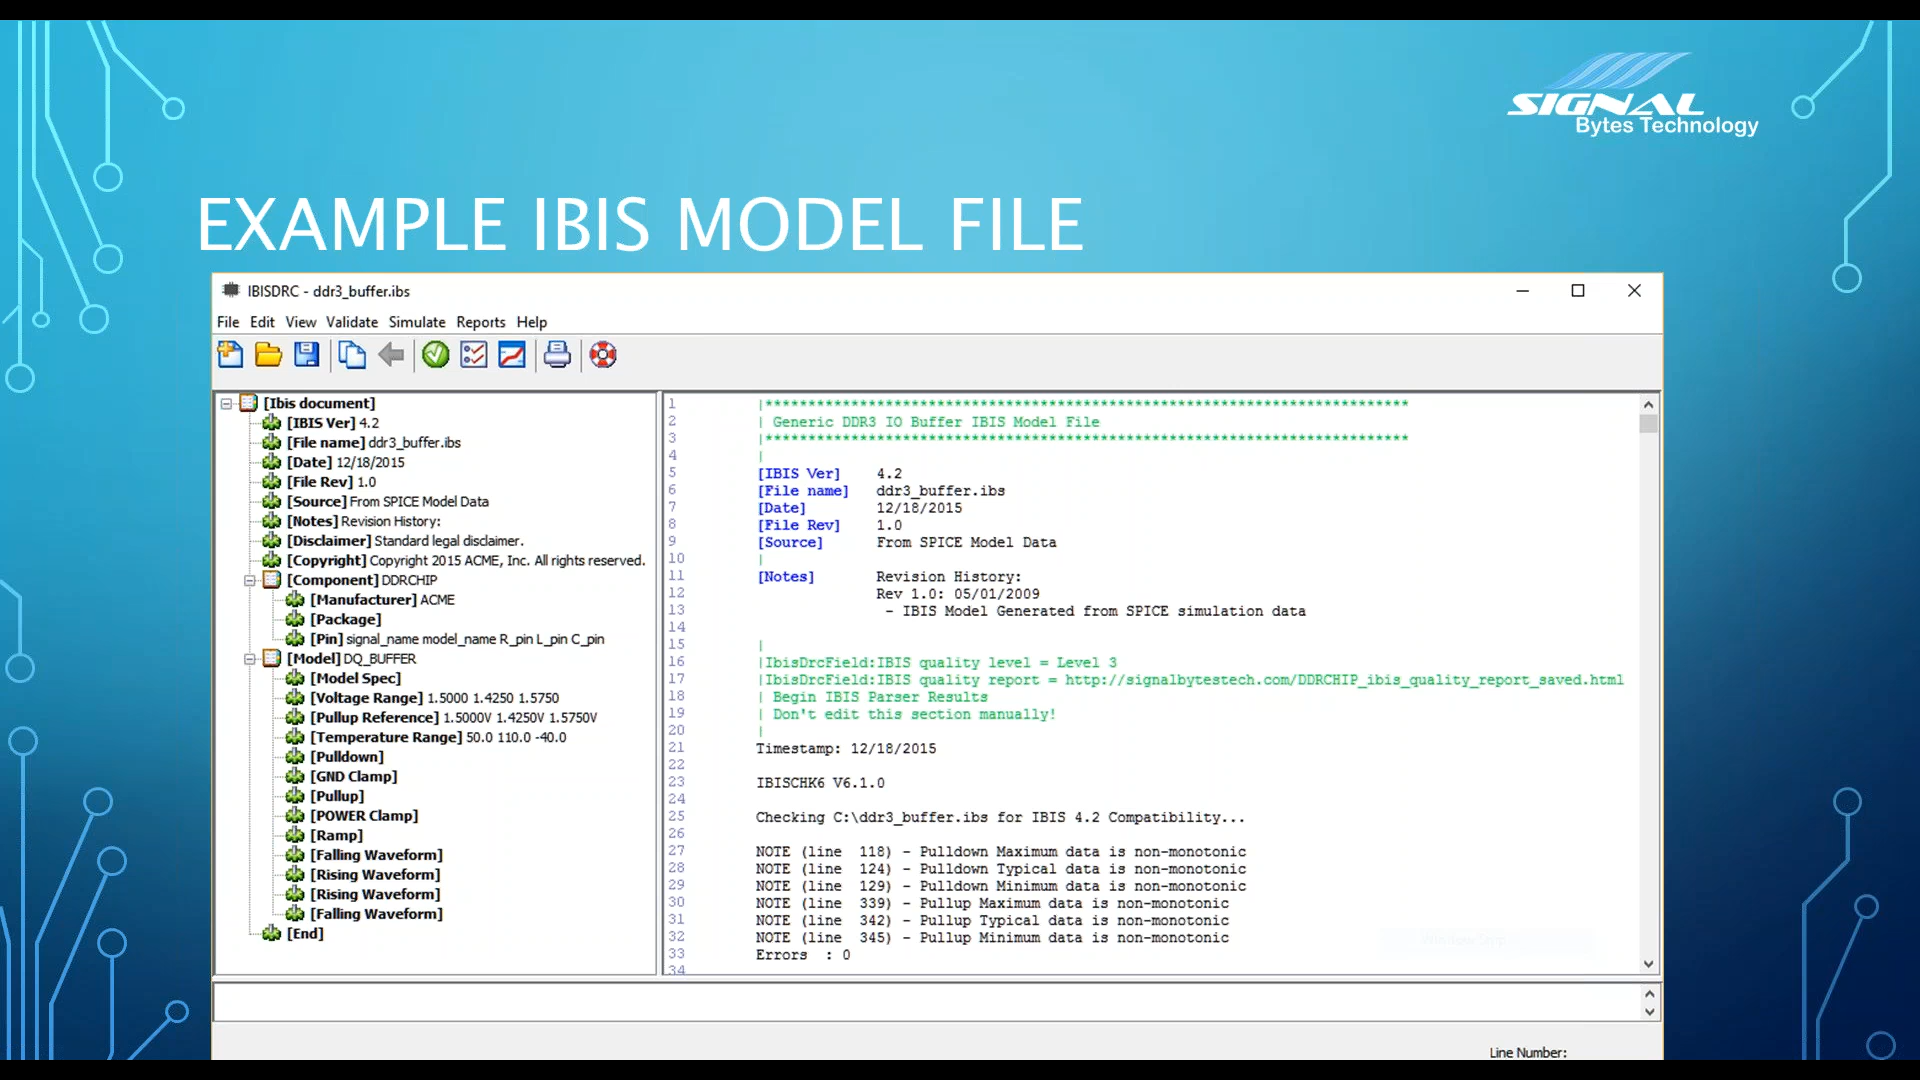 SIGNAL
Bytes Technology
EXAMPLE IBIS MODEL FILE
IBISDRC - ddr3_buffer.ibs
File Edit View Validate Simulate Reports Help
[Ibis document]
[IBIS Ver] 4.2
[File name] ddr3_buffer.ibs
[Date] 12/18/2015
[File Rev] 1.0
[Source] From SPICE Model Data
[Notes] Revision History:
[Disclaimer] Standard legal disclaimer.
[Copyright] Copyright 2015 ACME, Inc. All rights reserved.
[Component] DDRCHIP
[Manufacturer] ACME
[Package]
[Pin] signal_name model_name R_pin L_pin C_pin
[Model] DQ_BUFFER
[Model Spec]
[Voltage Range] 1.5000 1.4250 1.5750
[Pullup Reference] 1.5000V 1.4250V 1.5750V
[Temperature Range] 50.0 110.0 -40.0
[Pulldown]
[GND Clamp]
[Pullup]
[POWER Clamp]
[Ramp]
[Falling Waveform]
[Rising Waveform]
[Rising Waveform]
[Falling Waveform]
[End]
1 |***************************************************************************
2 | Generic DDR3 IO Buffer IBIS Model File
3 |***************************************************************************
4 |
5 [IBIS Ver] 4.2
6 [File name] ddr3_buffer.ibs
7 [Date] 12/18/2015
8 [File Rev] 1.0
9 [Source] From SPICE Model Data
10 |
11 [Notes] Revision History:
12 Rev 1.0: 05/01/2009
13 - IBIS Model Generated from SPICE simulation data
14
15 |
16 |IbisDrcField:IBIS quality level = Level 3
17 |IbisDrcField:IBIS quality report = http://signalbytestech.com/DDRCHIP_ibis_quality_report_saved.html
18 | Begin IBIS Parser Results
19 | Don't edit this section manually!
20 |
21 Timestamp: 12/18/2015
22
23 IBISCHK6 V6.1.0
24
25 Checking C:\ddr3_buffer.ibs for IBIS 4.2 Compatibility...
26
27 NOTE (line 118) - Pulldown Maximum data is non-monotonic
28 NOTE (line 124) - Pulldown Typical data is non-monotonic
29 NOTE (line 129) - Pulldown Minimum data is non-monotonic
30 NOTE (line 339) - Pullup Maximum data is non-monotonic
31 NOTE (line 342) - Pullup Typical data is non-monotonic
32 NOTE (line 345) - Pullup Minimum data is non-monotonic
33 Errors : 0
34
Line Number: